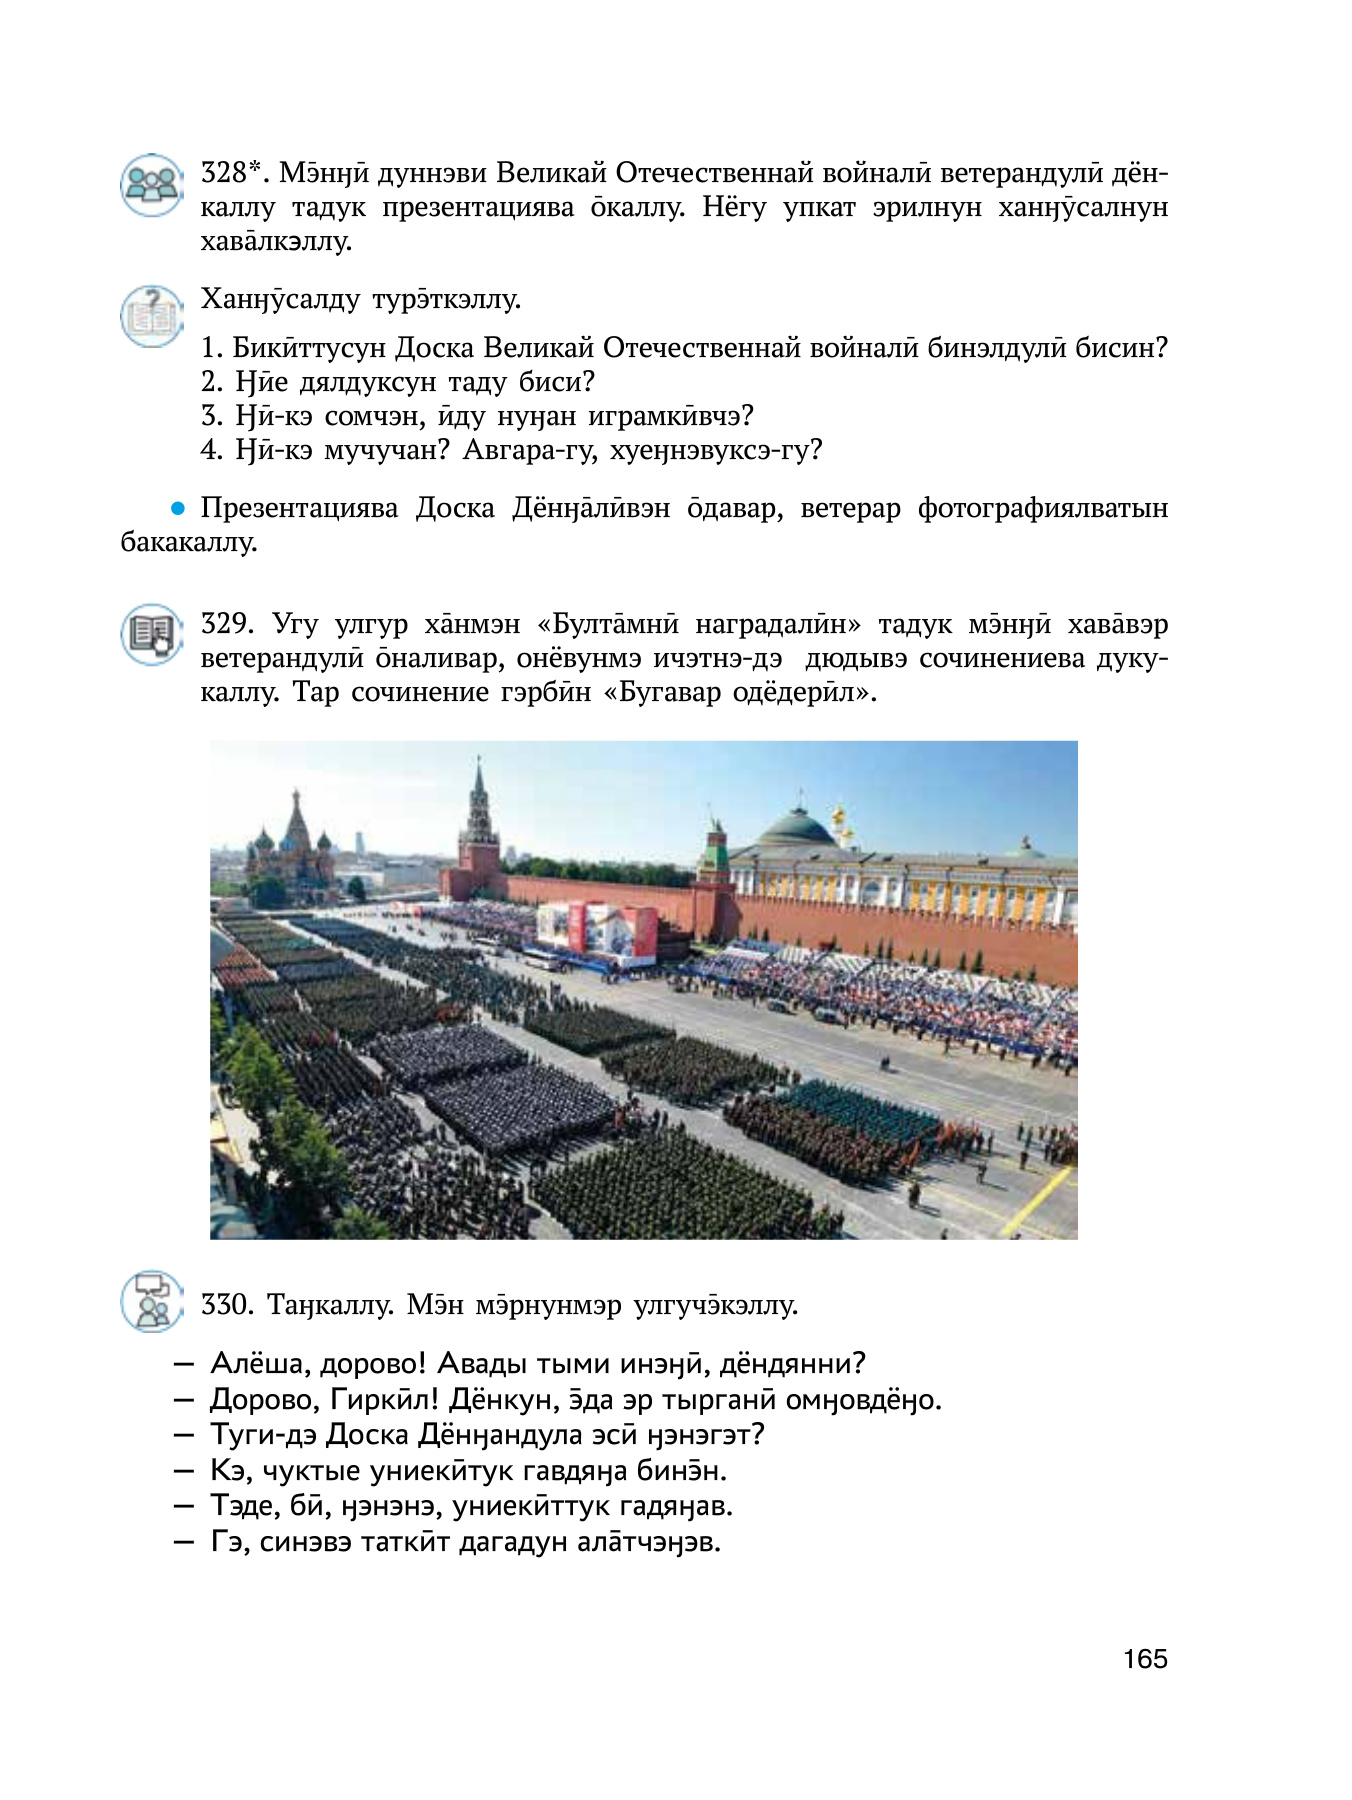 328*. Мэ̄нӈӣ дуннэви Великай Отечественнай войналӣ ветерандулӣ дён-
каллу тадук презентациява о̄каллу. Нёгу упкат эрилнун ханӈӯсалнун
хава̄лкэллу.
Ханӈӯсалду турэ̄ткэллу.
1. Бикӣттусун Доска Великай Отечественнай войналӣ бинэлдулӣ бисин?
2. Ӈӣе дялдуксун таду биси?
3. Ӈӣ-кэ сомчэн, ӣду нуӈан играмкӣвчэ?
4. Ӈӣ-кэ мучучан? Авгара-гу, хуеӈнэвуксэ-гу?
• Презентациява Доска Дёнӈа̄лӣвэн о̄давар, ветерар фотографиялватын
бакакаллу.
329. Угу улгур ха̄нмэн «Булта̄мнӣ наградалӣн» тадук мэ̄нӈӣ хава̄вэр
ветерандулӣ о̄наливар, онёвунмэ ичэтнэ-дэ дюдывэ сочинениева дуку-
каллу. Тар сочинение гэрбӣн «Бугавар одёдерӣл».
330. Таӈкаллу. Мэ̄н мэ̄рнунмэр улгучэ̄кэллу.
— Алёша, дорово! Авады тыми инэӈӣ, дёндянни?
— Дорово, Гиркӣл! Дёнкун, э̄да эр тырганӣ омӈовдёӈо.
— Туги-дэ Доска Дёнӈандула эсӣ ӈэнэгэт?
— Кэ, чуктые униекӣтук гавдяӈа бинэ̄н.
— Тэде, бӣ, ӈэнэнэ, униекӣттук гадяӈав.
— Гэ, синэвэ таткӣт дагадун ала̄тчэӈэв.
165